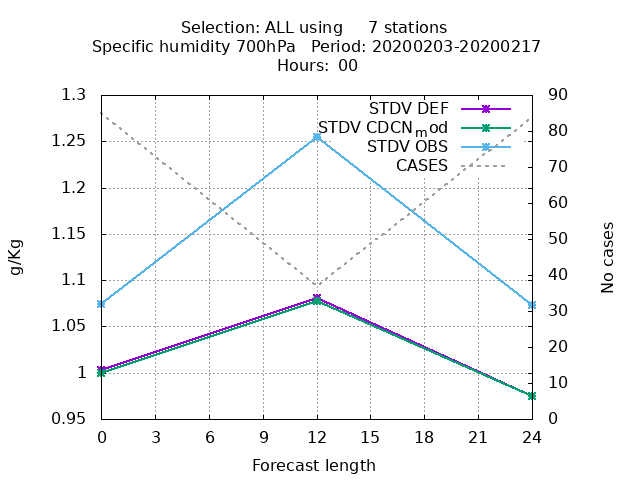 Selection: ALL using 7 stations
Specific humidity 700hPa Period: 20200203-20200217
Hours: 00
1.3
1.25
1.2
1.15
1.1
1.05
1
0.95
g/Kg
STDV DEF
STDV CDCN_mod
STDV OBS
CASES
90
80
70
60
50
40
30
20
10
0
No cases
0 3 6 9 12 15 18 21 24
Forecast length